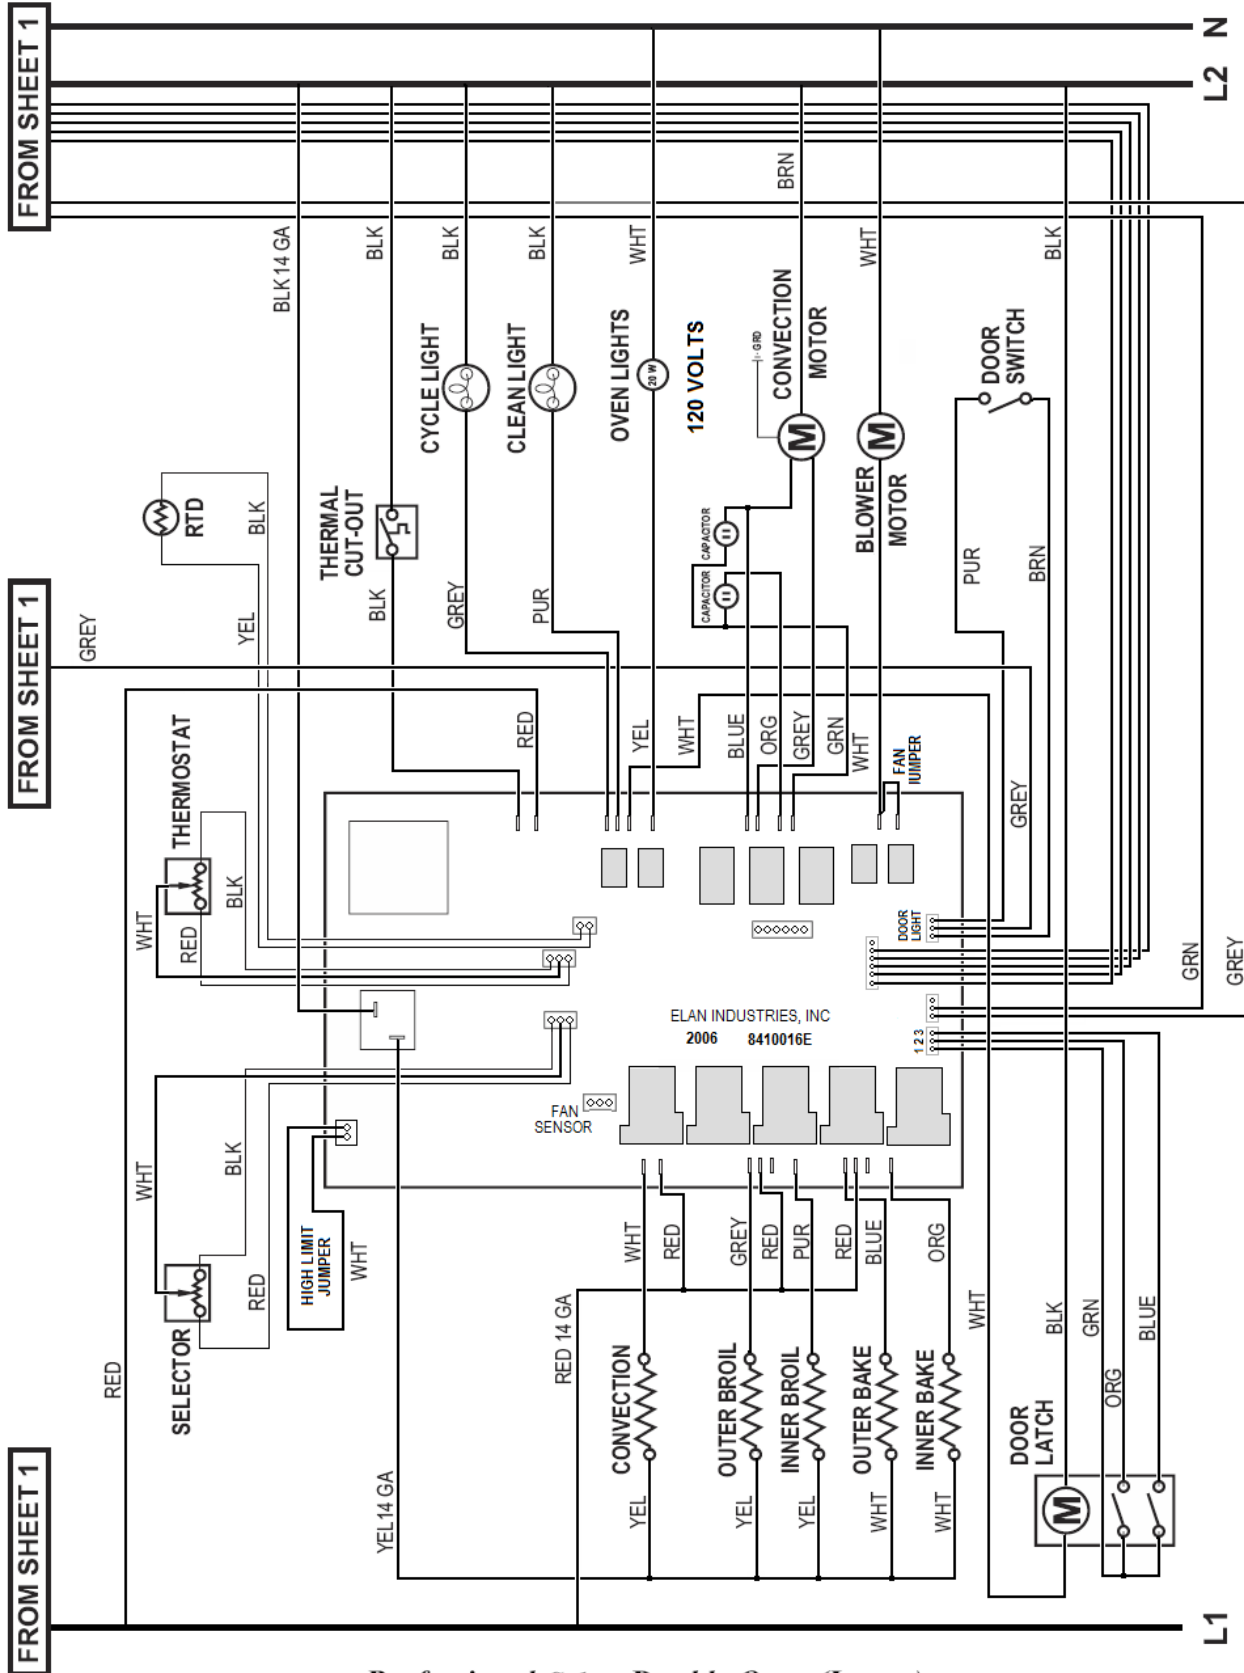 FROM SHEET 1
FROM SHEET 1
FROM SHEET 1
N
L2
L1
BLK14 GA
BLK
BLK
BLK
WHT
BRN
WHT
BLK
CYCLE LIGHT
CLEAN LIGHT
OVEN LIGHTS
20 W
120 VOLTS
GRD
CONVECTION
MOTOR
M
BLOWER
MOTOR
M
DOOR
SWITCH
RTD
BLK
YEL
THERMAL
CUT-OUT
BLK
GREY
PUR
CAPACITOR
CAPACITOR
PUR
BRN
GREY
THERMOSTAT
WHT
RED
BLK
RED
YEL
WHT
BLUE
ORG
GREY
GRN
WHT
FAN
JUMPER
GREY
DOOR
LIGHT
GRN
GREY
ELAN INDUSTRIES, INC
2006 8410016E
1 2 3
FAN
SENSOR
WHT
BLK
RED
SELECTOR
HIGH LIMIT
JUMPER
WHT
RED
WHT
RED
GREY
RED
PUR
RED
BLUE
ORG
RED 14 GA
WHT
BLK
GRN
ORG
BLUE
CONVECTION
OUTER BROIL
INNER BROIL
OUTER BAKE
INNER BAKE
DOOR
LATCH
M
YEL14 GA
YEL
YEL
YEL
WHT
WHT